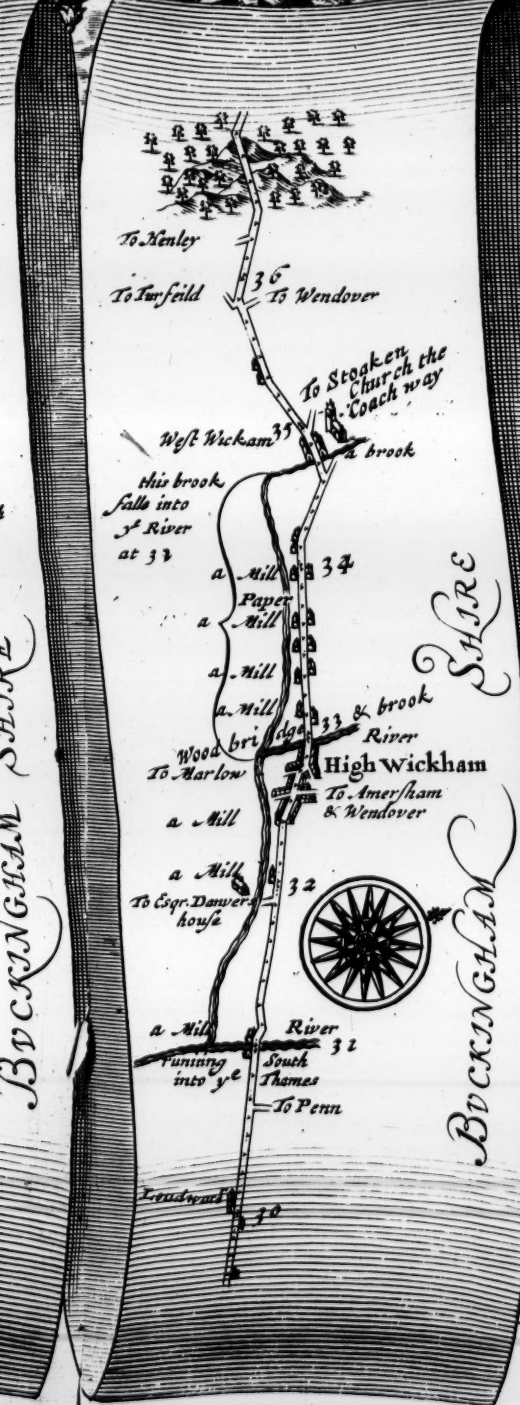 To Henley
36
To Turfeild
To Wendover
To Stoaken
Church the
Coach way
West Wickam
35
a brook
this brook
falls into
yᵉ River
at 32
a Mill
34
Paper
a Mill
a Mill
a Mill
Wood bridge
33 & brook
River
To Marlow
High Wickham
To Amersham
& Wendover
a Mill
a Mill
32
To Esqr. Danvers
house
a Mill
River
31
running South
into yᵉ Thames
To Penn
Loudwater
30
BVCKINGHAM SHIRE
BVCKINGHAM SHIRE